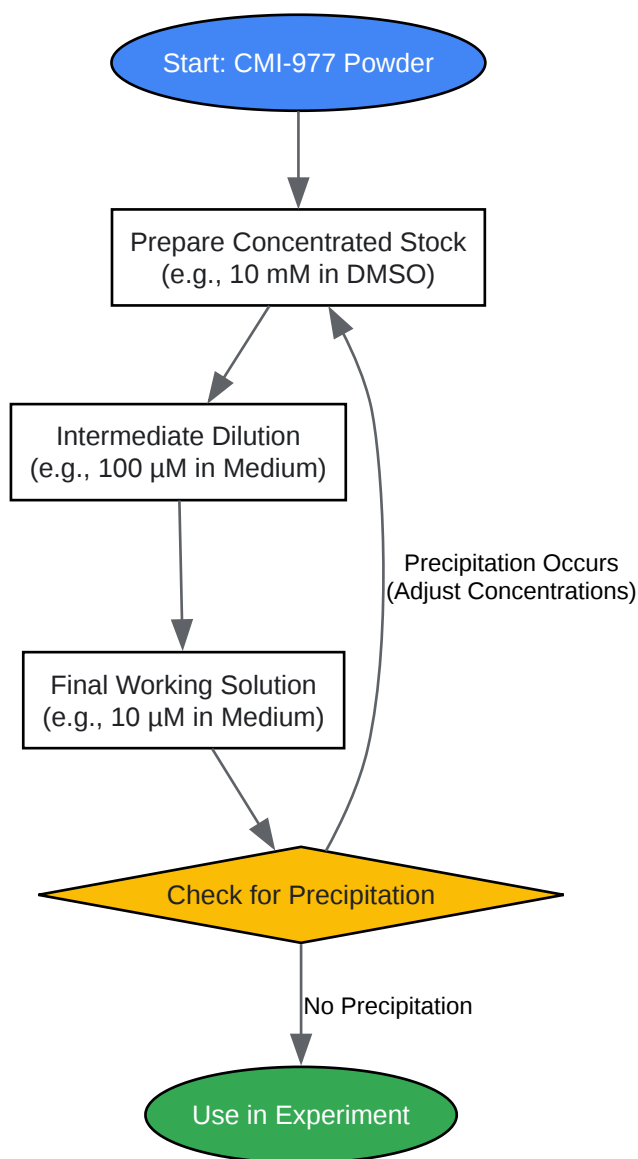 Start: CMI-977 Powder
Prepare Concentrated Stock
(e.g., 10 mM in DMSO)
Intermediate Dilution
(e.g., 100 µM in Medium)
Precipitation Occurs
(Adjust Concentrations)
Final Working Solution
(e.g., 10 µM in Medium)
Check for Precipitation
No Precipitation
Use in Experiment